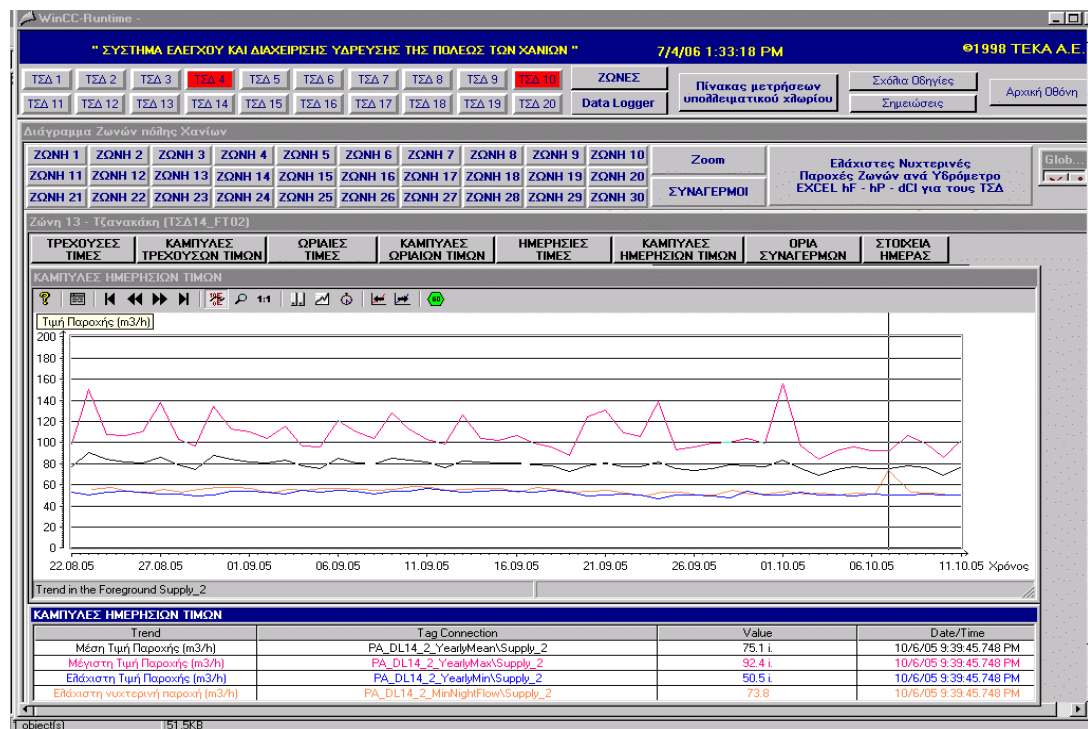 WinCC-Runtime -
" ΣΥΣΤΗΜΑ ΕΛΕΓΧΟΥ ΚΑΙ ΔΙΑΧΕΙΡΙΣΗΣ ΥΔΡΕΥΣΗΣ ΤΗΣ ΠΟΛΕΩΣ ΤΩΝ ΧΑΝΙΩΝ " 7/4/06 1:33:18 PM ©1998 TEKA A.E.
ΤΣΔ 1 ΤΣΔ 2 ΤΣΔ 3 ΤΣΔ 4 ΤΣΔ 5 ΤΣΔ 6 ΤΣΔ 7 ΤΣΔ 8 ΤΣΔ 9 ΤΣΔ 10 ΖΩΝΕΣ
ΤΣΔ 11 ΤΣΔ 12 ΤΣΔ 13 ΤΣΔ 14 ΤΣΔ 15 ΤΣΔ 16 ΤΣΔ 17 ΤΣΔ 18 ΤΣΔ 19 ΤΣΔ 20 Data Logger
Πίνακας μετρήσεων
υπολλειματικού χλωρίου
Σχόλια Οδηγίες
Σημειώσεις
Αρχική Οθόνη
Διάγραμμα Ζωνών πόλης Χανίων
ΖΩΝΗ 1 ΖΩΝΗ 2 ΖΩΝΗ 3 ΖΩΝΗ 4 ΖΩΝΗ 5 ΖΩΝΗ 6 ΖΩΝΗ 7 ΖΩΝΗ 8 ΖΩΝΗ 9 ΖΩΝΗ 10
ΖΩΝΗ 11 ΖΩΝΗ 12 ΖΩΝΗ 13 ΖΩΝΗ 14 ΖΩΝΗ 15 ΖΩΝΗ 16 ΖΩΝΗ 17 ΖΩΝΗ 18 ΖΩΝΗ 19 ΖΩΝΗ 20
ΖΩΝΗ 21 ΖΩΝΗ 22 ΖΩΝΗ 23 ΖΩΝΗ 24 ΖΩΝΗ 25 ΖΩΝΗ 26 ΖΩΝΗ 27 ΖΩΝΗ 28 ΖΩΝΗ 29 ΖΩΝΗ 30
Zoom
ΣΥΝΑΓΕΡΜΟΙ
Ελάχιστες Νυχτερινές
Παροχές Ζωνών ανά Υδρόμετρο
EXCEL hF - hP - dCl για τους ΤΣΔ
Glob...
Ζώνη 13 - Τζανακάκη (ΤΣΔ14_FT02)
ΤΡΕΧΟΥΣΕΣ ΤΙΜΕΣ
ΚΑΜΠΥΛΕΣ ΤΡΕΧΟΥΣΩΝ ΤΙΜΩΝ
ΩΡΙΑΙΕΣ ΤΙΜΕΣ
ΚΑΜΠΥΛΕΣ ΩΡΙΑΙΩΝ ΤΙΜΩΝ
ΗΜΕΡΗΣΙΕΣ ΤΙΜΕΣ
ΚΑΜΠΥΛΕΣ ΗΜΕΡΗΣΙΩΝ ΤΙΜΩΝ
ΟΡΙΑ ΣΥΝΑΓΕΡΜΩΝ
ΣΤΟΙΧΕΙΑ ΗΜΕΡΑΣ
ΚΑΜΠΥΛΕΣ ΗΜΕΡΗΣΙΩΝ ΤΙΜΩΝ
1:1
Τιμή Παροχής (m3/h)
200
180
160
140
120
100
80
60
40
20
0
22.08.05 27.08.05 01.09.05 06.09.05 11.09.05 16.09.05 21.09.05 26.09.05 01.10.05 06.10.05 11.10.05 Χρόνος
Trend in the Foreground Supply_2
ΚΑΜΠΥΛΕΣ ΗΜΕΡΗΣΙΩΝ ΤΙΜΩΝ
Trend Tag Connection Value Date/Time
Μέση Τιμή Παροχής (m3/h) PA_DL14_2_YearlyMean\Supply_2 75.1 i. 10/6/05 9:39:45.748 PM
Μέγιστη Τιμή Παροχής (m3/h) PA_DL14_2_YearlyMax\Supply_2 92.4 i. 10/6/05 9:39:45.748 PM
Ελάχιστη Τιμή Παροχής (m3/h) PA_DL14_2_YearlyMin\Supply_2 50.5 i. 10/6/05 9:39:45.748 PM
Ελάχιστη νυχτερινή παροχή (m3/h) PA_DL14_2_MinNightFlow\Supply_2 73.8 10/6/05 9:39:45.748 PM
1 object(s) 51.5KB